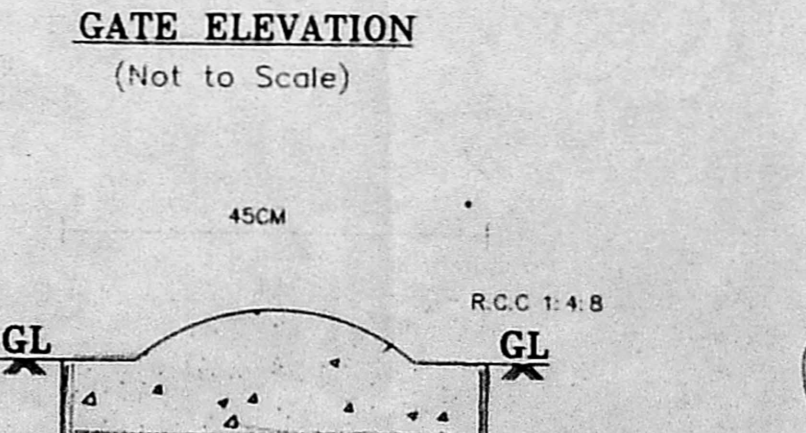 GATE ELEVATION
(Not to Scale)
45CM
R.C.C 1:4:8
GL
GL